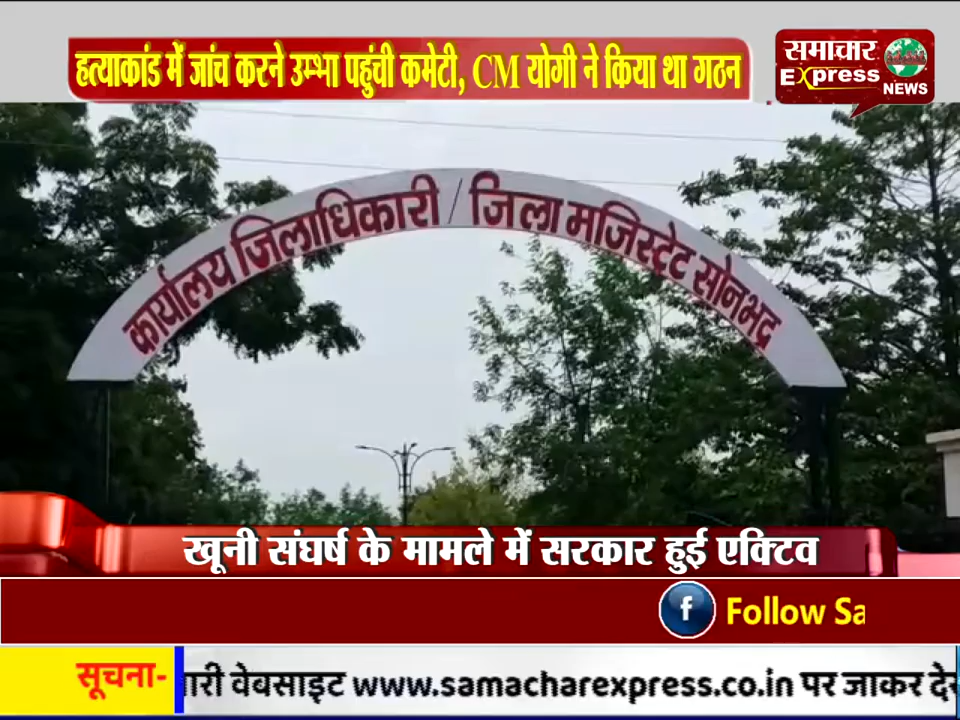 हत्याकांड में जांच करने उम्भा पहुंची कमेटी, CM योगी ने किया था गठन
समाचार
Express
NEWS
कार्यालय जिलाधिकारी / जिला मजिस्ट्रेट सोनभद्र
खूनी संघर्ष के मामले में सरकार हुई एक्टिव
f Follow
सूचना- वेबसाइट www.samacharexpress.co.in पर जाकर